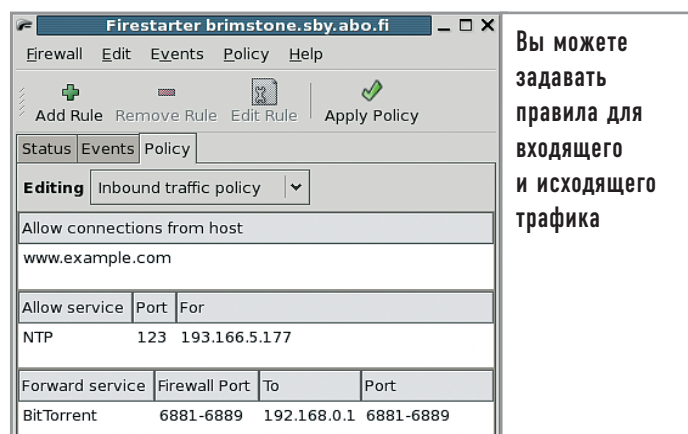 Firestarter brimstone.sby.abo.fi
Firewall Edit Events Policy Help
Add Rule Remove Rule Edit Rule Apply Policy
Status Events Policy
Editing Inbound traffic policy
Allow connections from host
www.example.com
Allow service Port For
NTP 123 193.166.5.177
Forward service Firewall Port To Port
BitTorrent 6881-6889 192.168.0.1 6881-6889
Вы можете
задавать
правила для
входящего
и исходящего
трафика